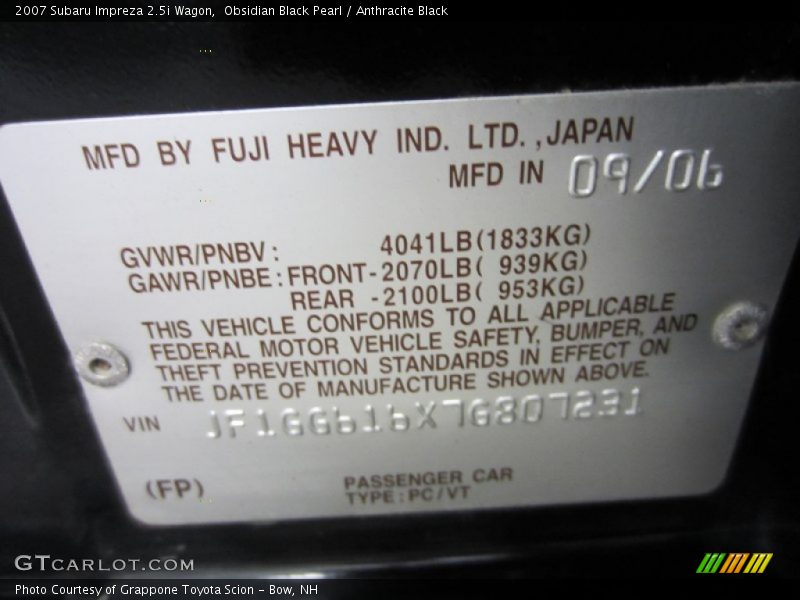 2007 Subaru Impreza 2.5i Wagon,  Obsidian Black Pearl / Anthracite Black
MFD BY FUJI HEAVY IND. LTD. ,JAPAN
MFD IN 09/06
GVWR/PNBV: 4041LB(1833KG)
GAWR/PNBE: FRONT-2070LB( 939KG)
REAR -2100LB( 953KG)
THIS VEHICLE CONFORMS TO ALL APPLICABLE
FEDERAL MOTOR VEHICLE SAFETY, BUMPER, AND
THEFT PREVENTION STANDARDS IN EFFECT ON
THE DATE OF MANUFACTURE SHOWN ABOVE.
VIN JF1GG616X7G807231
(FP) PASSENGER CAR
TYPE:PC/VT
GTCARLOT.COM
Photo Courtesy of Grappone Toyota Scion – Bow, NH